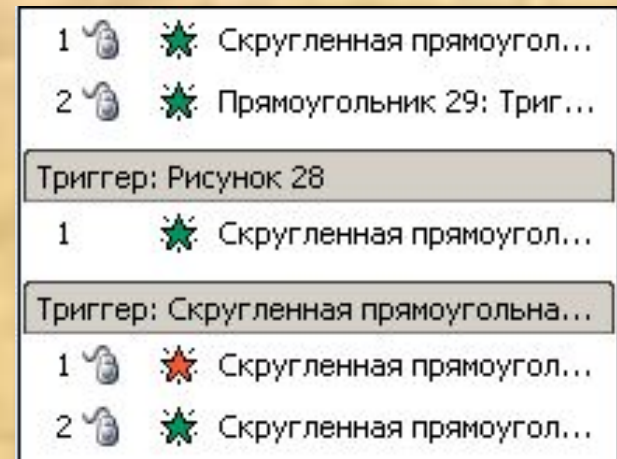 1 Скругленная прямоугол...
2 Прямоугольник 29: Триг...
Триггер: Рисунок 28
1 Скругленная прямоугол...
Триггер: Скругленная прямоугольна...
1 Скругленная прямоугол...
2 Скругленная прямоугол...